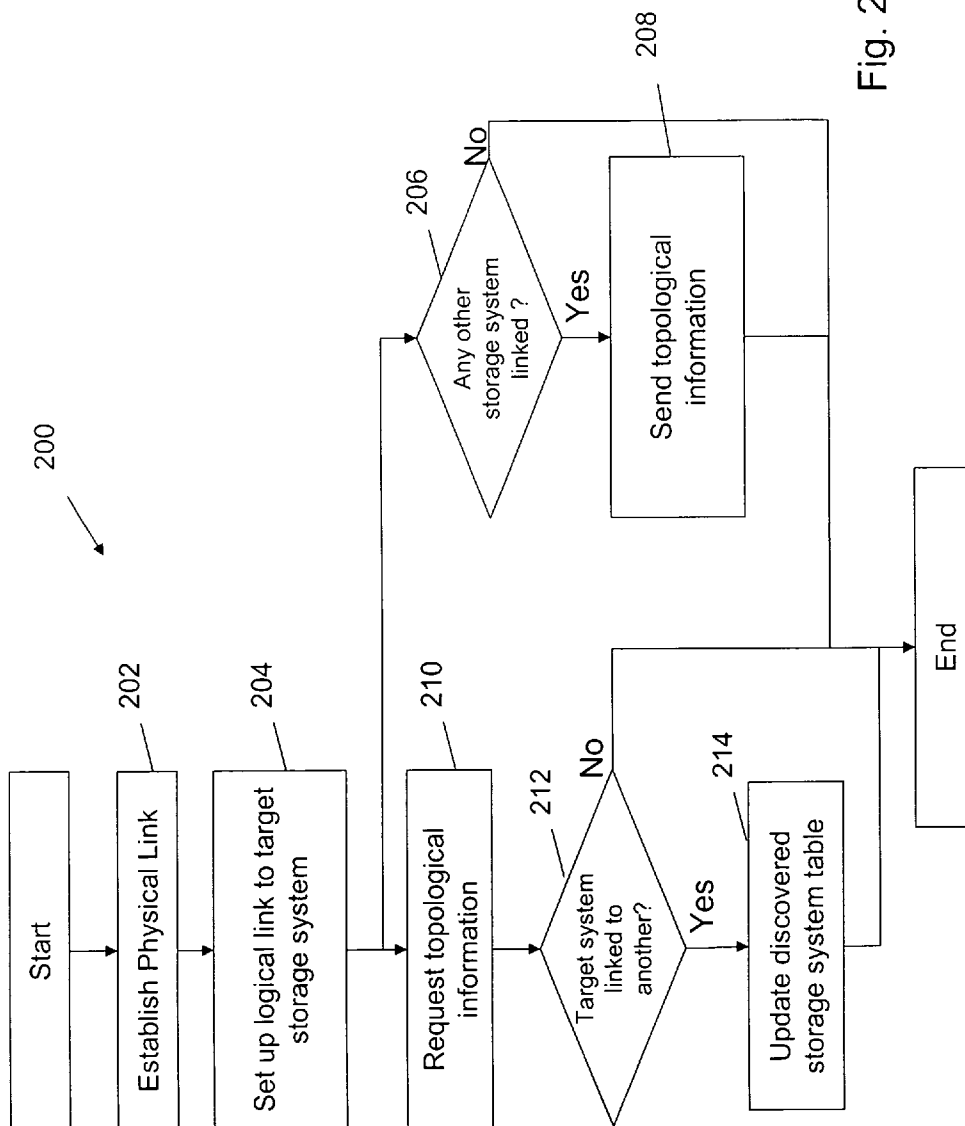 200
Start
Establish Physical Link
202
Set up logical link to target
storage system
204
Any other
storage system
linked ?
206
No
Yes
Send topological
information
208
Request topological
information
210
Target system
linked to
another?
212
No
Yes
Update discovered
storage system table
214
End
Fig. 2